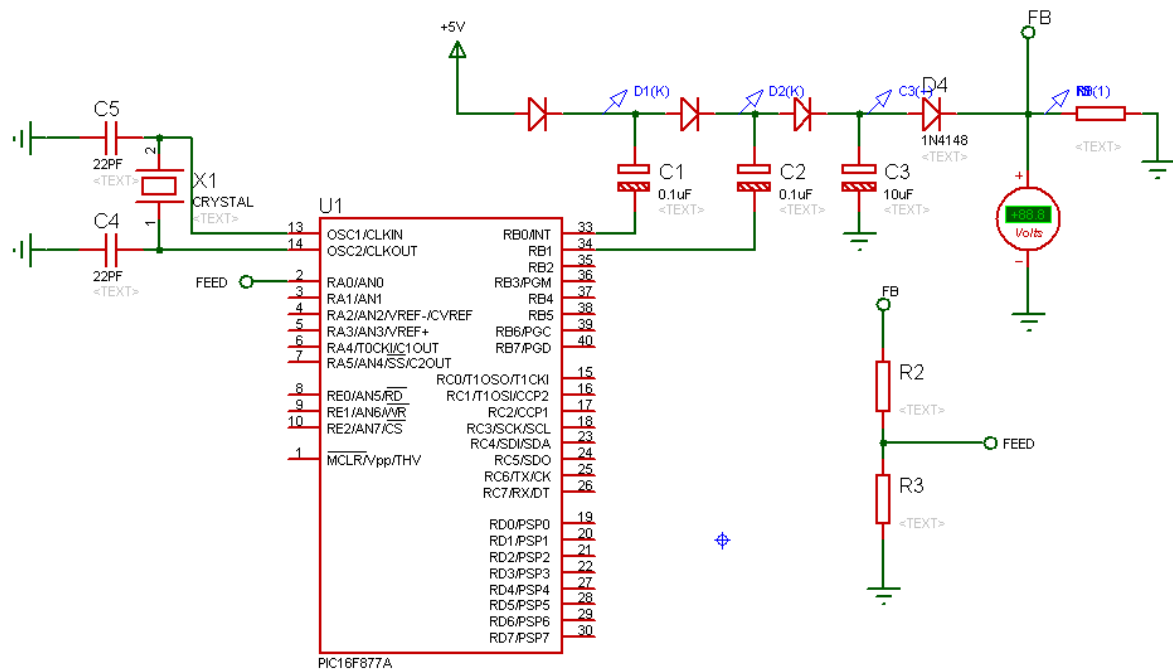 +5V
FB
D1(K)
D2(K)
D4
C5
2
22PF
<TEXT>
X1
CRYSTAL
<TEXT>
C4
1
22PF
<TEXT>
C1
0.1uF
<TEXT>
C2
0.1uF
<TEXT>
C3
10uF
<TEXT>
1N4148
<TEXT>
<TEXT>
+
+88.8
Volts
−
U1
13 OSC1/CLKIN
14 OSC2/CLKOUT
FEED
2 RA0/AN0
3 RA1/AN1
4 RA2/AN2/VREF-/CVREF
5 RA3/AN3/VREF+
6 RA4/T0CKI/C1OUT
7 RA5/AN4/SS/C2OUT
8 RE0/AN5/RD
9 RE1/AN6/WR
10 RE2/AN7/CS
1 MCLR/Vpp/THV
RB0/INT 33
RB1 34
RB2 35
RB3/PGM 36
RB4 37
RB5 38
RB6/PGC 39
RB7/PGD 40
RC0/T1OSO/T1CKI 15
RC1/T1OSI/CCP2 16
RC2/CCP1 17
RC3/SCK/SCL 18
RC4/SDI/SDA 23
RC5/SDO 24
RC6/TX/CK 25
RC7/RX/DT 26
RD0/PSP0 19
RD1/PSP1 20
RD2/PSP2 21
RD3/PSP3 22
RD4/PSP4 27
RD5/PSP5 28
RD6/PSP6 29
RD7/PSP7 30
PIC16F877A
FB
R2
<TEXT>
FEED
R3
<TEXT>